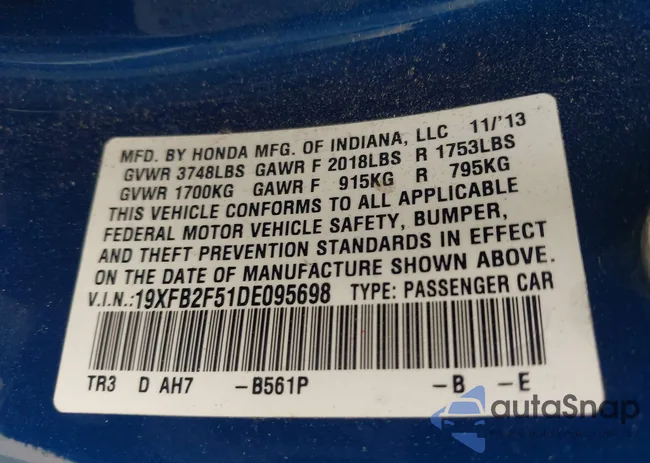 MFD. BY HONDA MFG. OF INDIANA, LLC 11/'13
GVWR 3748LBS GAWR F 2018LBS R 1753LBS
GVWR 1700KG GAWR F 915KG R 795KG
THIS VEHICLE CONFORMS TO ALL APPLICABLE
FEDERAL MOTOR VEHICLE SAFETY, BUMPER,
AND THEFT PREVENTION STANDARDS IN EFFECT
ON THE DATE OF MANUFACTURE SHOWN ABOVE.
V.I.N.:19XFB2F51DE095698 TYPE: PASSENGER CAR
TR3 D AH7 -B561P -B -E
autoSnap